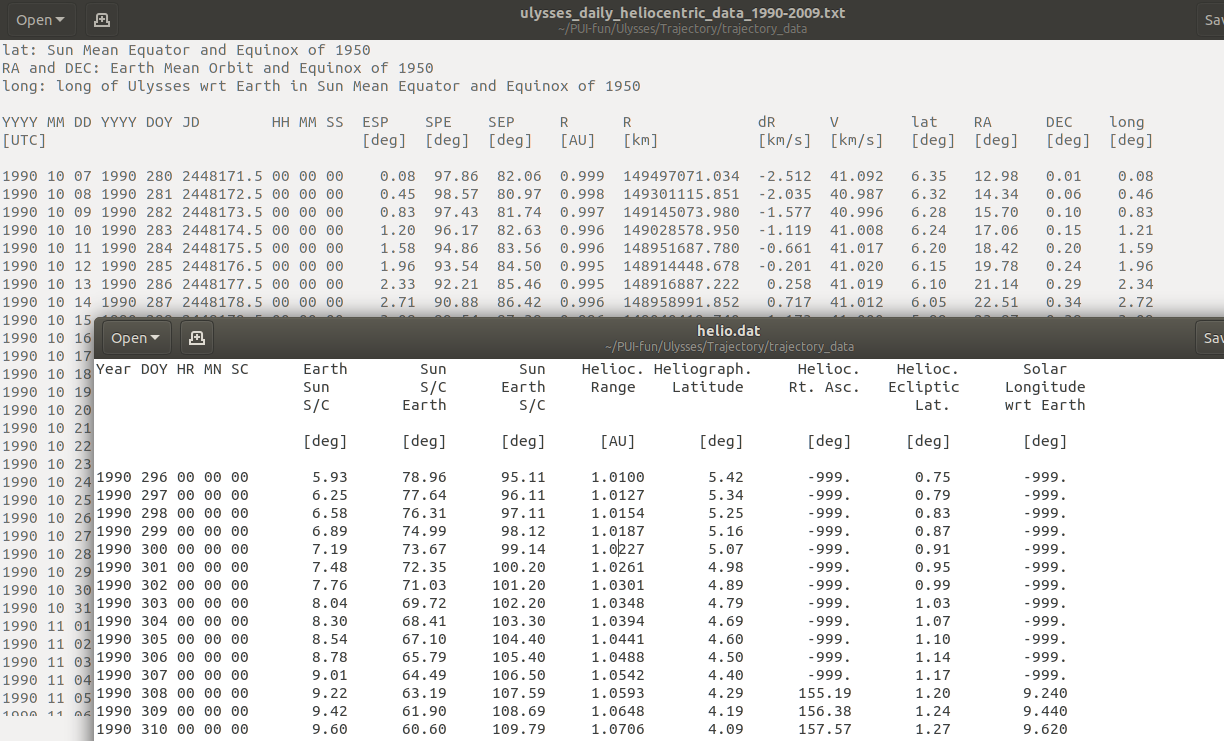 Open
ulysses_daily_heliocentric_data_1990-2009.txt
~/PUI-fun/Ulysses/Trajectory/trajectory_data
lat: Sun Mean Equator and Equinox of 1950
RA and DEC: Earth Mean Orbit and Equinox of 1950
long: long of Ulysses wrt Earth in Sun Mean Equator and Equinox of 1950
YYYY MM DD YYYY DOY JD HH MM SS ESP SPE SEP R R dR V lat RA DEC long
[UTC] [deg] [deg] [deg] [AU] [km] [km/s] [km/s] [deg] [deg] [deg] [deg]
1990 10 07 1990 280 2448171.5 00 00 00 0.08 97.86 82.06 0.999 149497071.034 -2.512 41.092 6.35 12.98 0.01 0.08
1990 10 08 1990 281 2448172.5 00 00 00 0.45 98.57 80.97 0.998 149301115.851 -2.035 40.987 6.32 14.34 0.06 0.46
1990 10 09 1990 282 2448173.5 00 00 00 0.83 97.43 81.74 0.997 149145073.980 -1.577 40.996 6.28 15.70 0.10 0.83
1990 10 10 1990 283 2448174.5 00 00 00 1.20 96.17 82.63 0.996 149028578.950 -1.119 41.008 6.24 17.06 0.15 1.21
1990 10 11 1990 284 2448175.5 00 00 00 1.58 94.86 83.56 0.996 148951687.780 -0.661 41.017 6.20 18.42 0.20 1.59
1990 10 12 1990 285 2448176.5 00 00 00 1.96 93.54 84.50 0.995 148914448.678 -0.201 41.020 6.15 19.78 0.24 1.96
1990 10 13 1990 286 2448177.5 00 00 00 2.33 92.21 85.46 0.995 148916887.222 0.258 41.019 6.10 21.14 0.29 2.34
1990 10 14 1990 287 2448178.5 00 00 00 2.71 90.88 86.42 0.996 148958991.852 0.717 41.012 6.05 22.51 0.34 2.72
1990 10 15
1990 10 16
1990 10 17
1990 10 18
1990 10 19
1990 10 20
1990 10 21
1990 10 22
1990 10 23
1990 10 24
1990 10 25
1990 10 26
1990 10 27
1990 10 28
1990 10 29
1990 10 30
1990 10 31
1990 11 01
1990 11 02
1990 11 03
1990 11 04
1990 11 05
Open
helio.dat
~/PUI-fun/Ulysses/Trajectory/trajectory_data
Year DOY HR MN SC Earth Sun Sun Helioc. Heliograph. Helioc. Helioc. Solar
Sun S/C Earth Range Latitude Rt. Asc. Ecliptic Longitude
S/C Earth S/C Lat. wrt Earth
[deg] [deg] [deg] [AU] [deg] [deg] [deg] [deg]
1990 296 00 00 00 5.93 78.96 95.11 1.0100 5.42 -999. 0.75 -999.
1990 297 00 00 00 6.25 77.64 96.11 1.0127 5.34 -999. 0.79 -999.
1990 298 00 00 00 6.58 76.31 97.11 1.0154 5.25 -999. 0.83 -999.
1990 299 00 00 00 6.89 74.99 98.12 1.0187 5.16 -999. 0.87 -999.
1990 300 00 00 00 7.19 73.67 99.14 1.0227 5.07 -999. 0.91 -999.
1990 301 00 00 00 7.48 72.35 100.20 1.0261 4.98 -999. 0.95 -999.
1990 302 00 00 00 7.76 71.03 101.20 1.0301 4.89 -999. 0.99 -999.
1990 303 00 00 00 8.04 69.72 102.20 1.0348 4.79 -999. 1.03 -999.
1990 304 00 00 00 8.30 68.41 103.30 1.0394 4.69 -999. 1.07 -999.
1990 305 00 00 00 8.54 67.10 104.40 1.0441 4.60 -999. 1.10 -999.
1990 306 00 00 00 8.78 65.79 105.40 1.0488 4.50 -999. 1.14 -999.
1990 307 00 00 00 9.01 64.49 106.50 1.0542 4.40 -999. 1.17 -999.
1990 308 00 00 00 9.22 63.19 107.59 1.0593 4.29 155.19 1.20 9.240
1990 309 00 00 00 9.42 61.90 108.69 1.0648 4.19 156.38 1.24 9.440
1990 310 00 00 00 9.60 60.60 109.79 1.0706 4.09 157.57 1.27 9.620